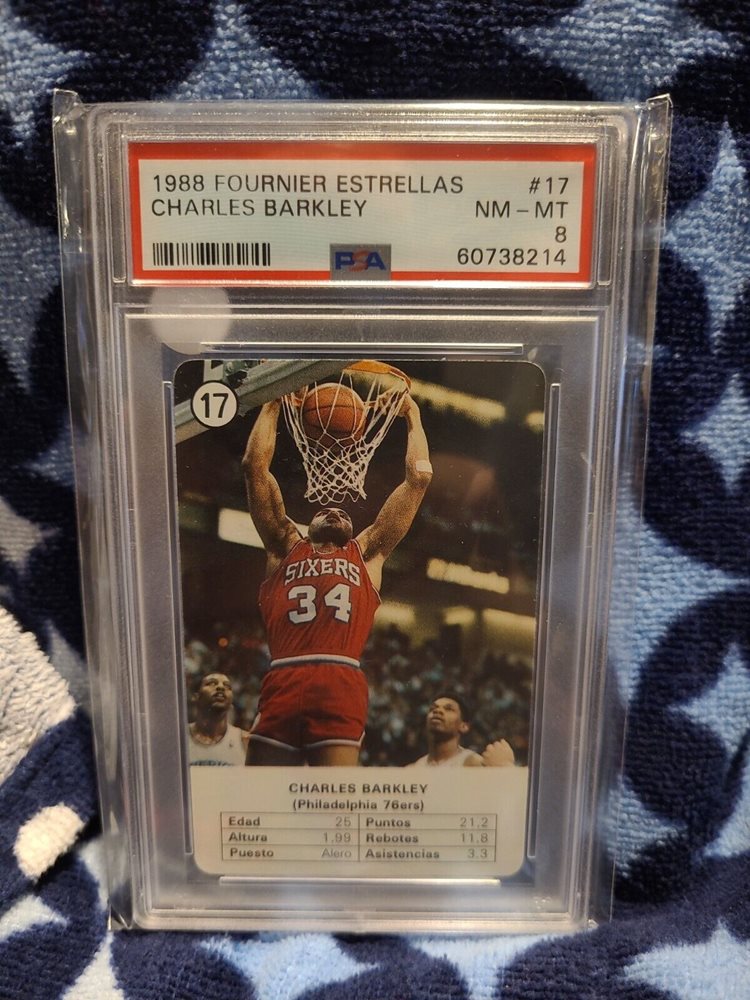 1988 FOURNIER ESTRELLAS #17
CHARLES BARKLEY NM - MT
8
PSA 60738214
17
SIXERS
34
CHARLES BARKLEY
(Philadelphia 76ers)
Edad 25 Puntos 21,2
Altura 1.99 Rebotes 11.8
Puesto Alero Asistencias 3.3